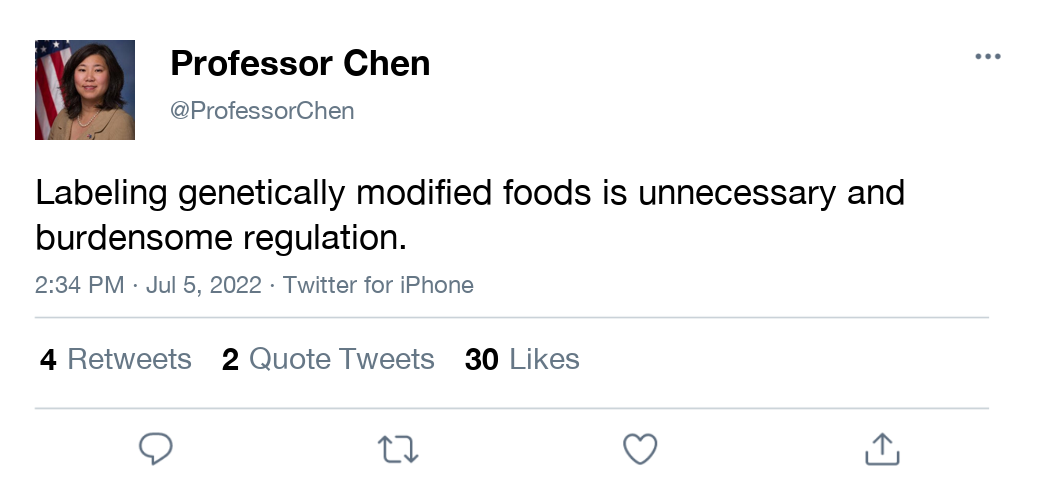 Professor Chen
@ProfessorChen
Labeling genetically modified foods is unnecessary and
burdensome regulation.
2:34 PM · Jul 5, 2022 · Twitter for iPhone
4 Retweets 2 Quote Tweets 30 Likes